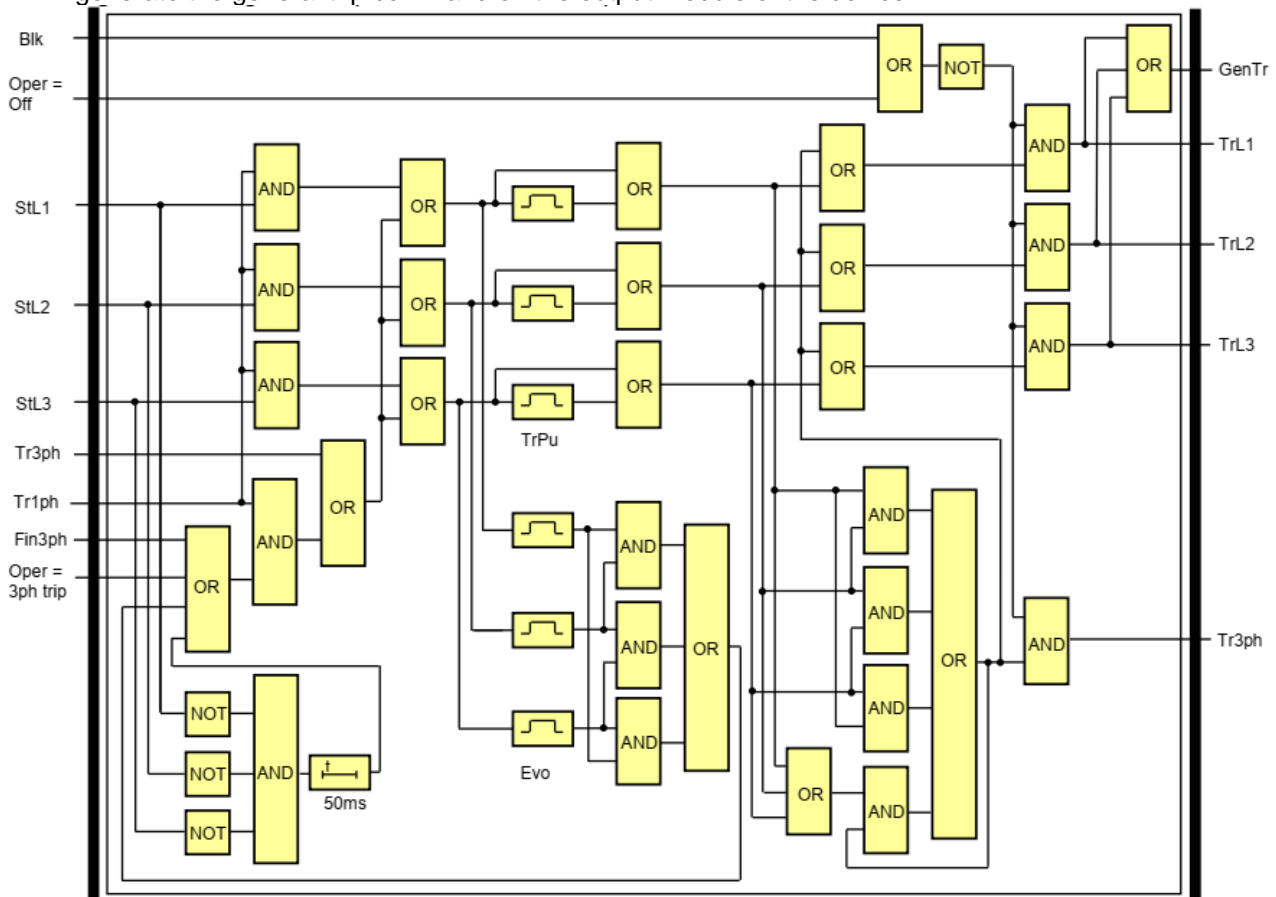 Blk
Oper =
Off
OR
NOT
OR
GenTr
AND
TrL1
AND
OR
OR
OR
StL1
AND
OR
OR
OR
AND
TrL2
StL2
AND
OR
OR
OR
AND
TrL3
StL3
TrPu
Tr3ph
Tr1ph
OR
AND
Fin3ph
Oper =
3ph trip
OR
AND
AND
AND
AND
AND
OR
OR
AND
AND
Tr3ph
NOT
NOT
AND
NOT
t
50ms
Evo
OR
AND